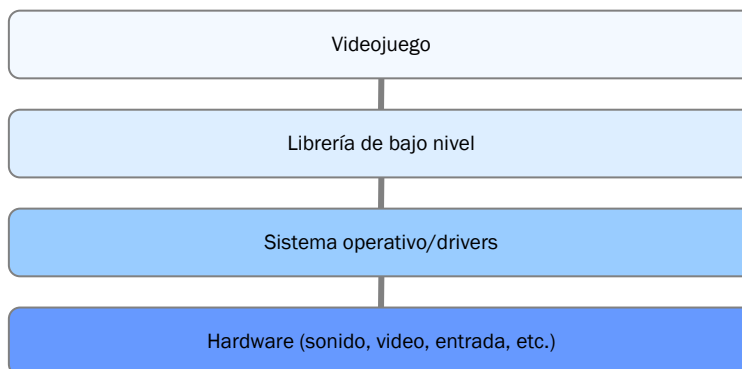 Videojuego
Librería de bajo nivel
Sistema operativo/drivers
Hardware (sonido, video, entrada, etc.)